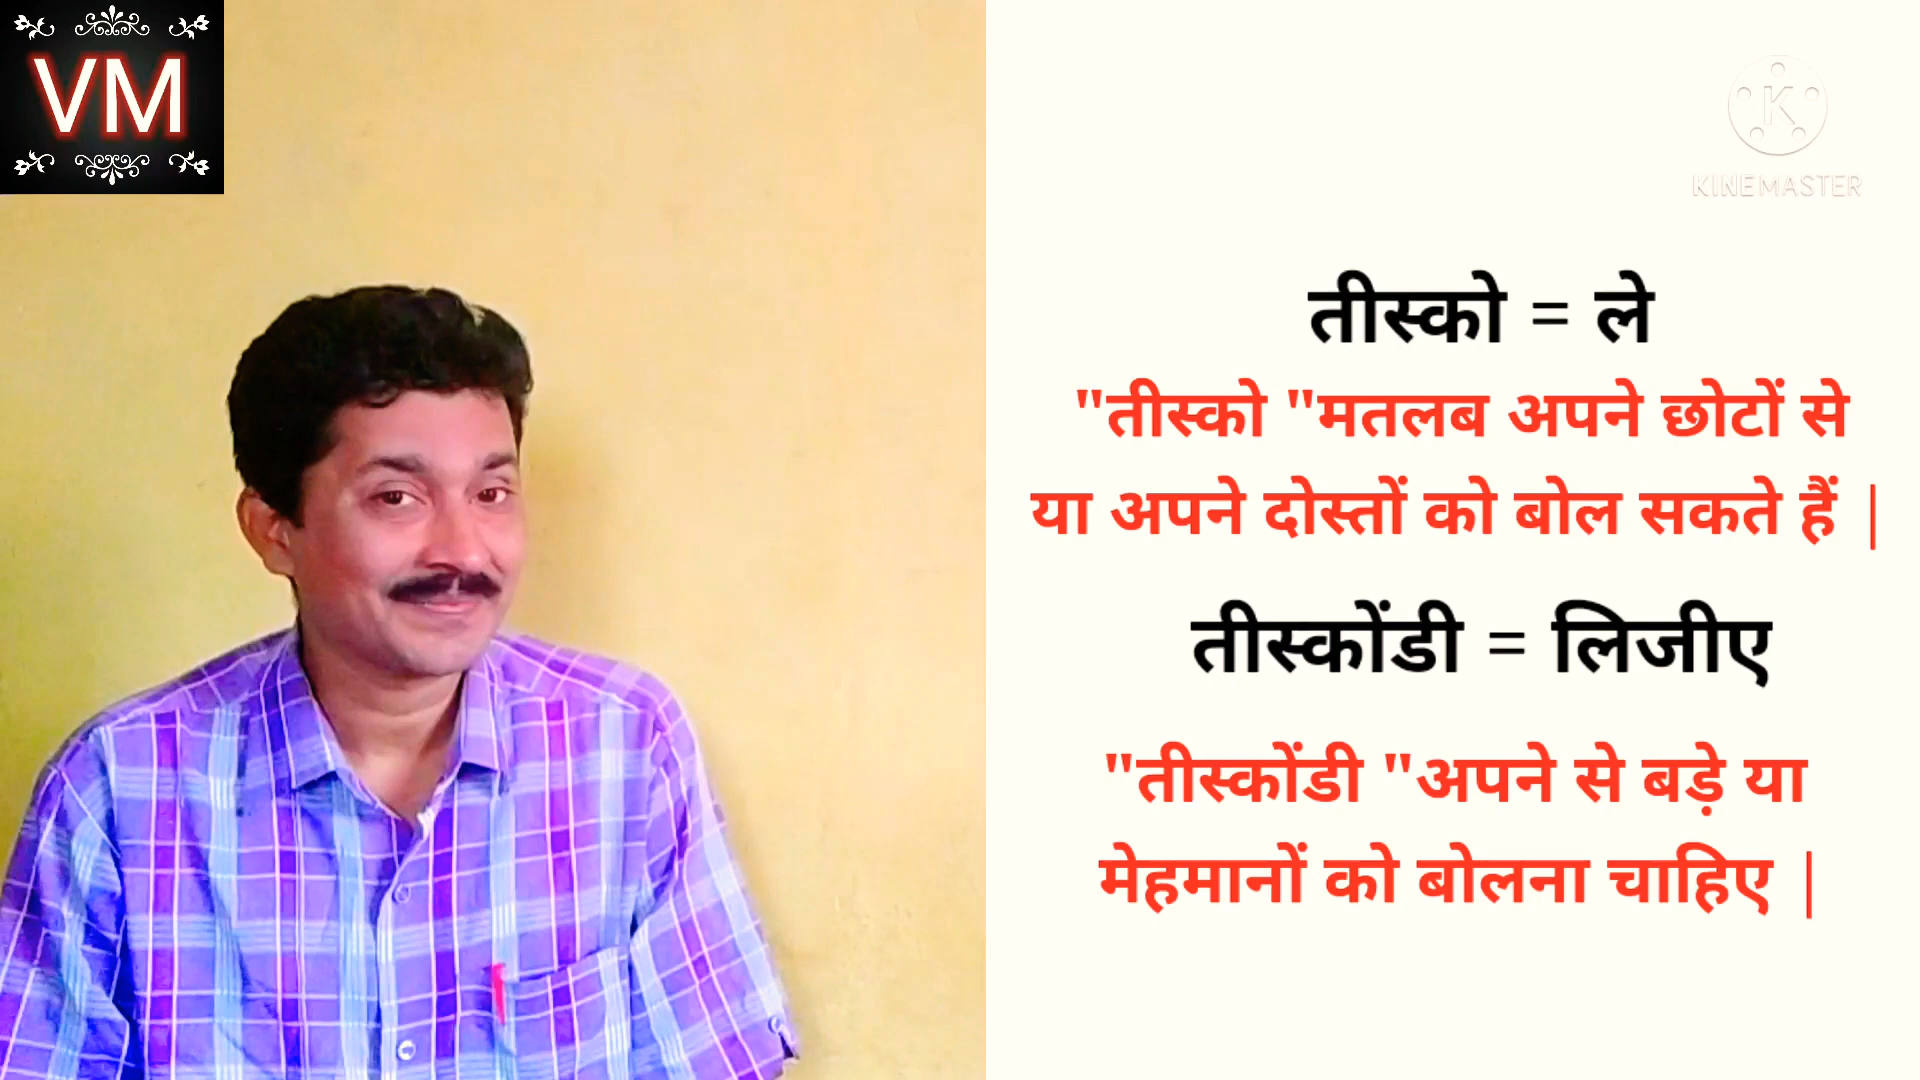 VM
KINEMASTER
तीस्को = ले
"तीस्को "मतलब अपने छोटों से
या अपने दोस्तों को बोल सकते हैं |
तीस्कोंडी = लिजीए
"तीस्कोंडी "अपने से बड़े या
मेहमानों को बोलना चाहिए |